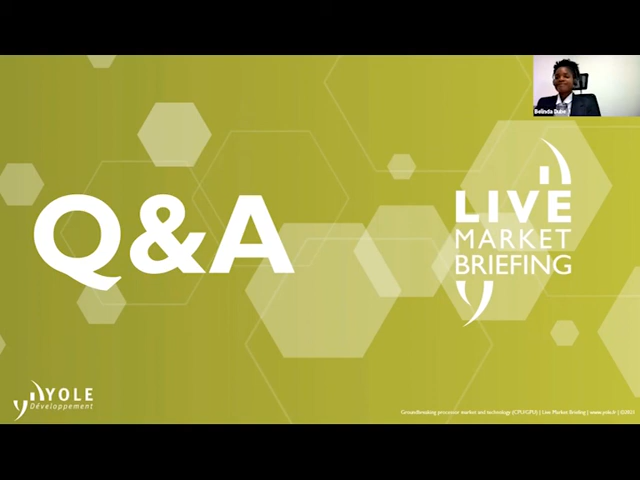 Belinda Dube
Q&A
LIVE
MARKET
BRIEFING
YOLE
Développement
Groundbreaking processor market and technology (CPU/GPU) | Live Market Briefing | www.yole.fr | ©2021